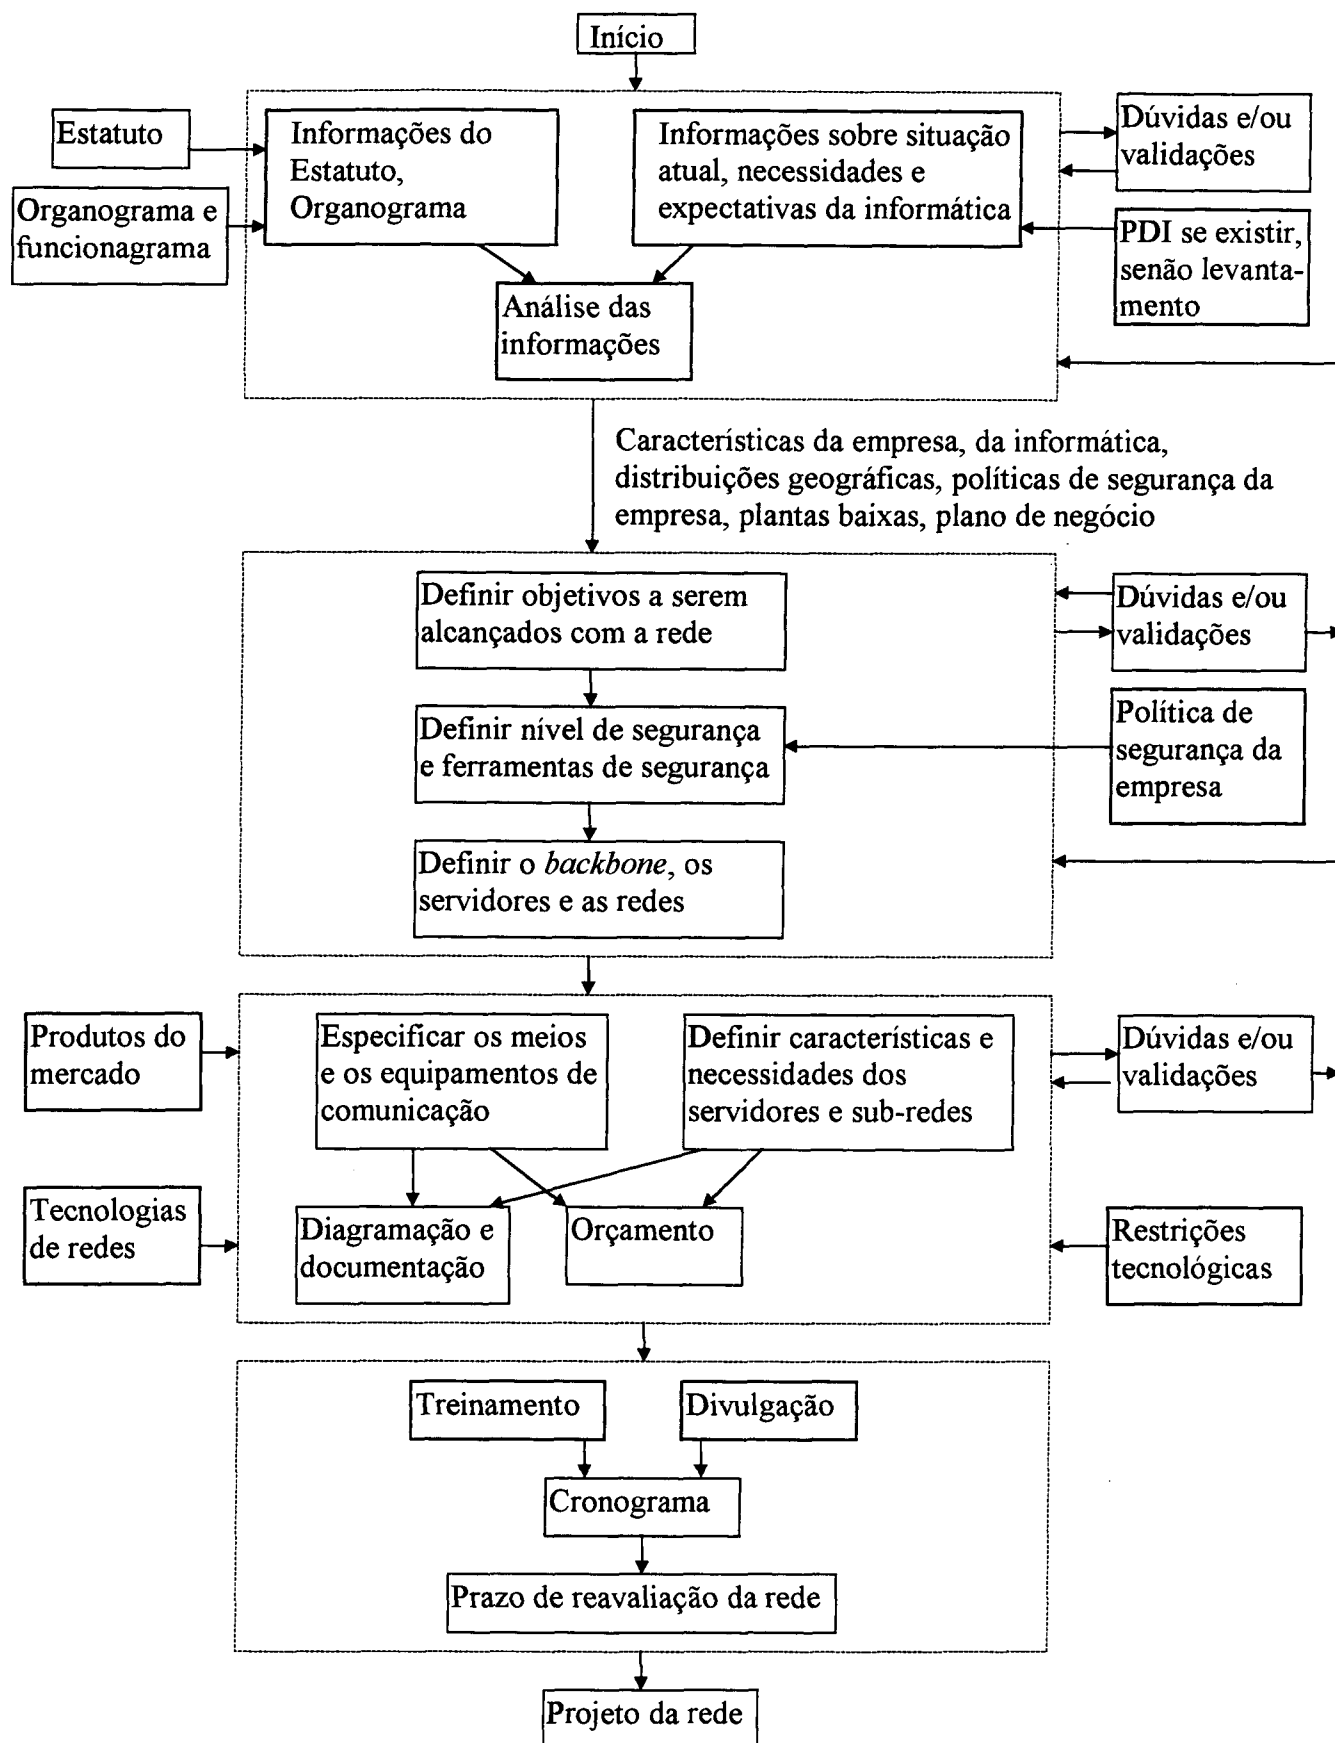 Início
Estatuto
Informações do
Estatuto,
Organograma
Informações sobre situação
atual, necessidades e
expectativas da informática
Dúvidas e/ou
validações
Organograma e
funcionagrama
PDI se existir,
senão levanta-
mento
Análise das
informações
Características da empresa, da informática,
distribuições geográficas, políticas de segurança da
empresa, plantas baixas, plano de negócio
Definir objetivos a serem
alcançados com a rede
Dúvidas e/ou
validações
Definir nível de segurança
e ferramentas de segurança
Política de
segurança da
empresa
Definir o backbone, os
servidores e as redes
Produtos do
mercado
Especificar os meios
e os equipamentos de
comunicação
Definir características e
necessidades dos
servidores e sub-redes
Dúvidas e/ou
validações
Tecnologias
de redes
Diagramação e
documentação
Orçamento
Restrições
tecnológicas
Treinamento
Divulgação
Cronograma
Prazo de reavaliação da rede
Projeto da rede